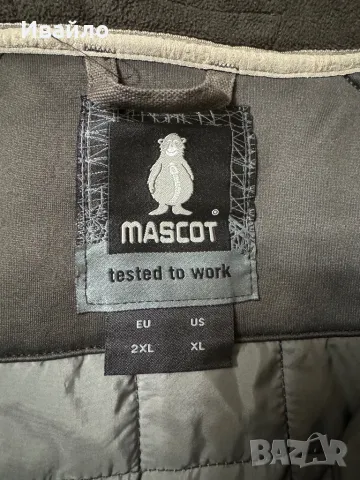 Ивайло
MASCOT®
tested to work
EU US
2XL XL
BAZAR